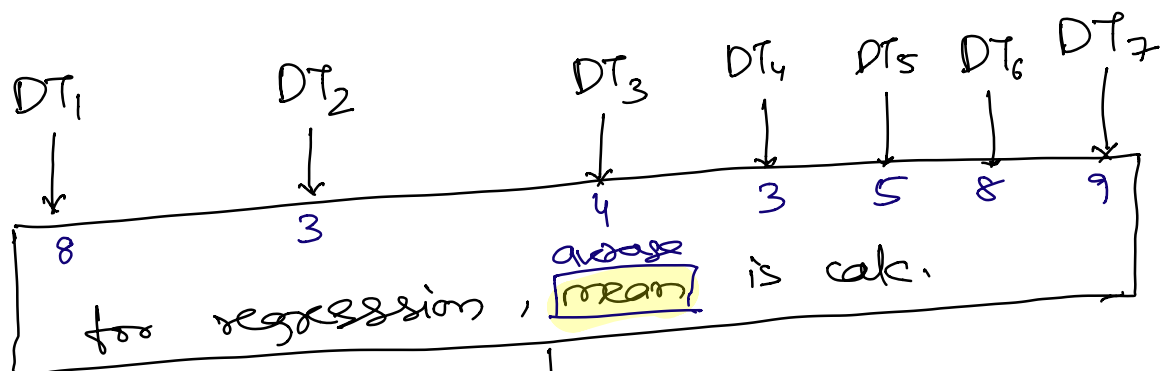 DT1 DT2 DT3 DT4 DT5 DT6 DT7
8 3 4 3 5 8 9
average
for regression, mean is calc.